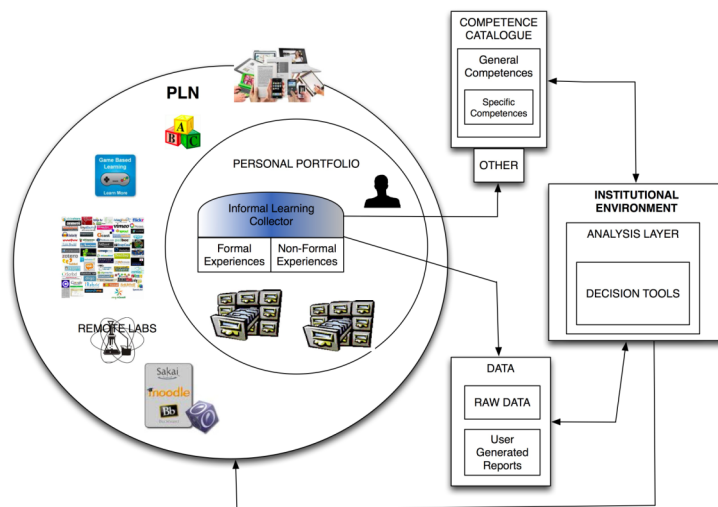 PLN
A
B
C
Game Based
Learning
Learn More
PERSONAL PORTFOLIO
Informal Learning
Collector
Formal
Experiences
Non-Formal
Experiences
vimeo
flickr
REMOTE LABS
Sakai
moodle
Bb
COMPETENCE
CATALOGUE
General
Competences
Specific
Competences
OTHER
INSTITUTIONAL
ENVIRONMENT
ANALYSIS LAYER
DECISION TOOLS
DATA
RAW DATA
User
Generated
Reports